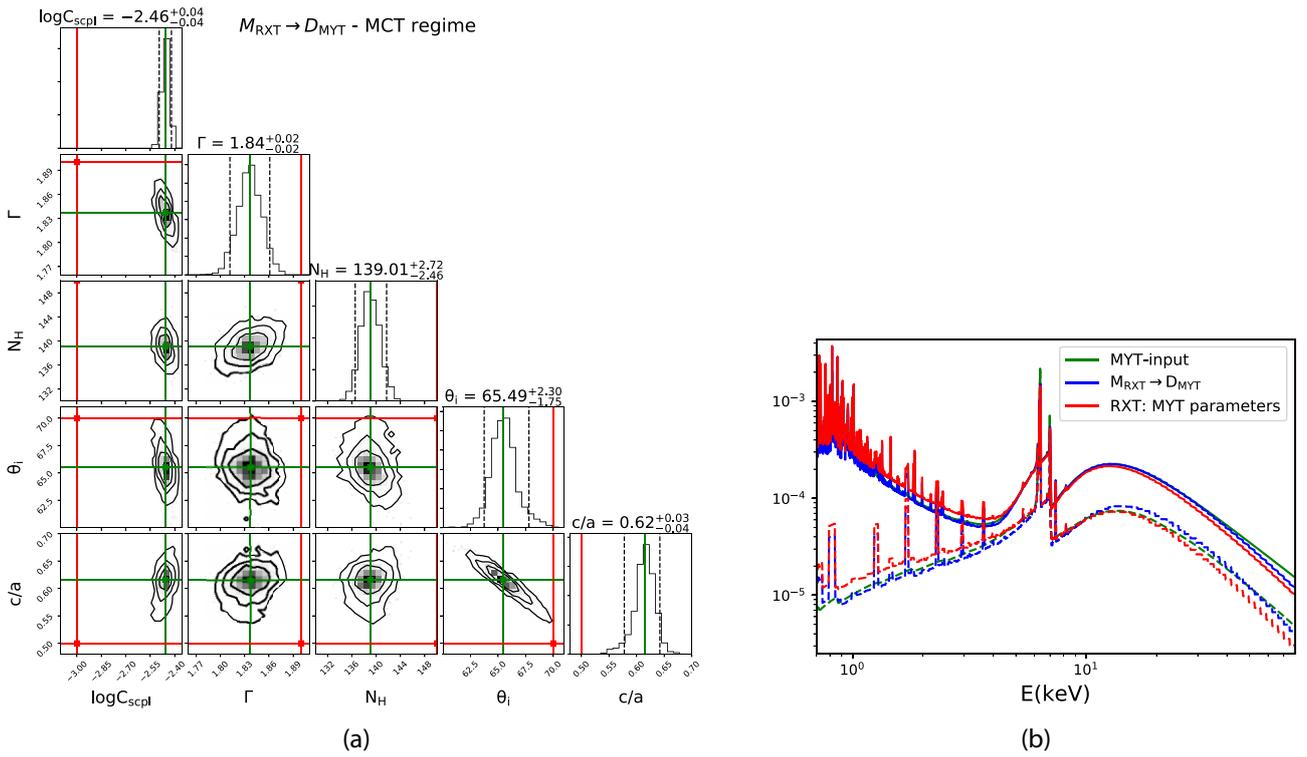 logC_scpl = −2.46 +0.04 −0.04
M_RXT → D_MYT - MCT regime
Γ = 1.84 +0.02 −0.02
1.89
1.86
1.83
1.80
1.77
Γ
N_H = 139.01 +2.72 −2.46
148
144
140
136
132
N_H
θ_i = 65.49 +2.30 −1.75
70.0
67.5
65.0
62.5
θ_i
c/a = 0.62 +0.03 −0.04
0.70
0.65
0.60
0.55
0.50
c/a
−3.00 −2.85 −2.70 −2.55 −2.40
1.77 1.80 1.83 1.86 1.89
132 136 140 144 148
62.5 65.0 67.5 70.0
0.50 0.55 0.60 0.65 0.70
logC_scpl Γ N_H θ_i c/a
(a)
MYT-input
M_RXT → D_MYT
RXT: MYT parameters
10⁻³
10⁻⁴
10⁻⁵
10⁰ 10¹
E(keV)
(b)